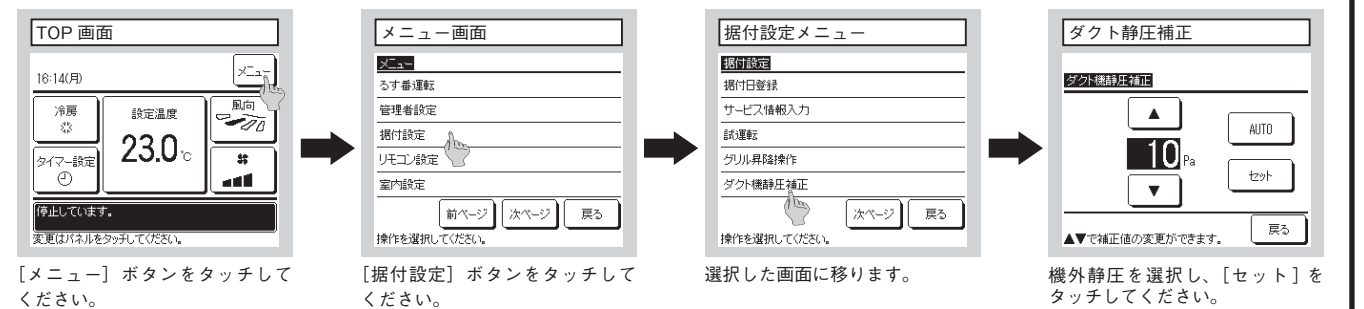 TOP 画面
16:14(月)
メニュー
冷房
設定温度
風向
23.0℃
タイマー設定
停止しています。
変更はパネルをタッチしてください。
[メニュー] ボタンをタッチして
ください。
メニュー画面
メニュー
るす番運転
管理者設定
据付設定
リモコン設定
室内設定
前ページ 次ページ 戻る
操作を選択してください。
[据付設定] ボタンをタッチして
ください。
据付設定メニュー
据付設定
据付日登録
サービス情報入力
試運転
グリル昇降操作
ダクト機静圧補正
次ページ 戻る
操作を選択してください。
選択した画面に移ります。
ダクト静圧補正
ダクト機静圧補正
▲
AUTO
10 Pa
セット
▼
戻る
▲▼で補正値の変更ができます。
機外静圧を選択し、[セット] を
タッチしてください。